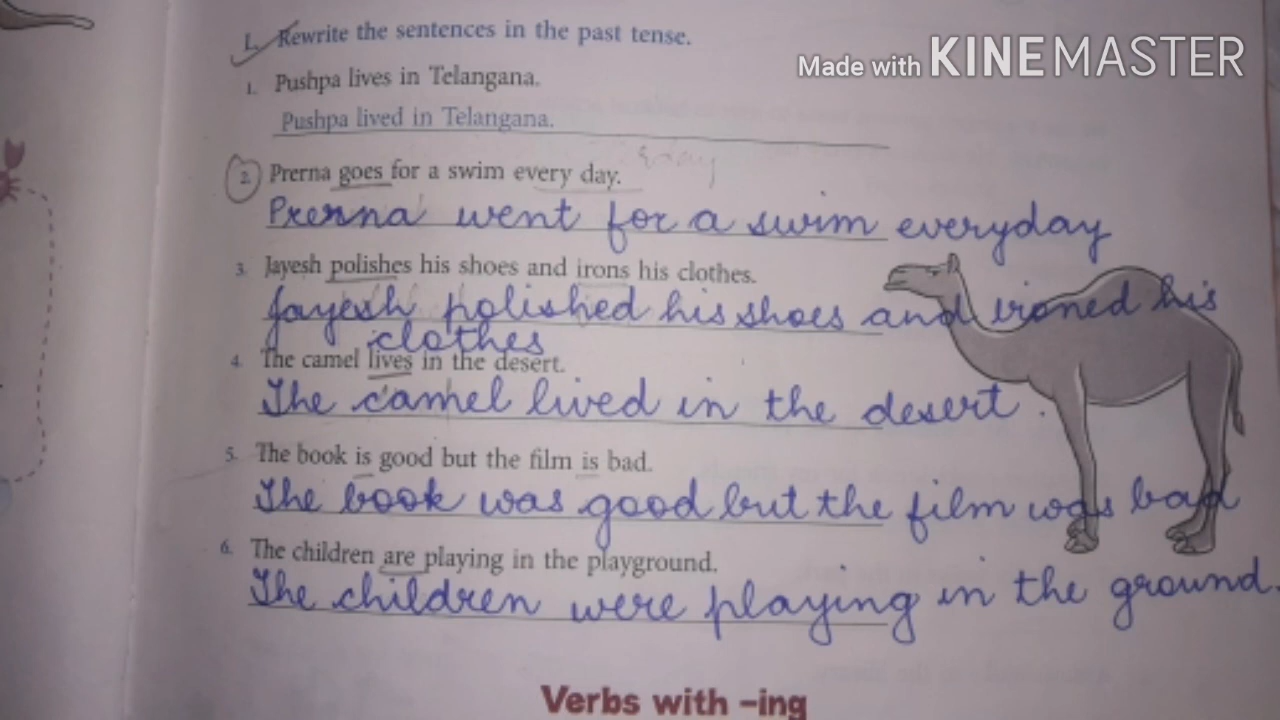 Made with KINEMASTER
I. Rewrite the sentences in the past tense.
1. Pushpa lives in Telangana.
Pushpa lived in Telangana.
2. Prerna goes for a swim every day.
Prerna went for a swim everyday
3. Jayesh polishes his shoes and irons his clothes.
Jayesh polished his shoes and ironed his
clothes
4. The camel lives in the desert.
The camel lived in the desert.
5. The book is good but the film is bad.
The book was good but the film was bad
6. The children are playing in the playground.
The children were playing in the ground.
Verbs with –ing